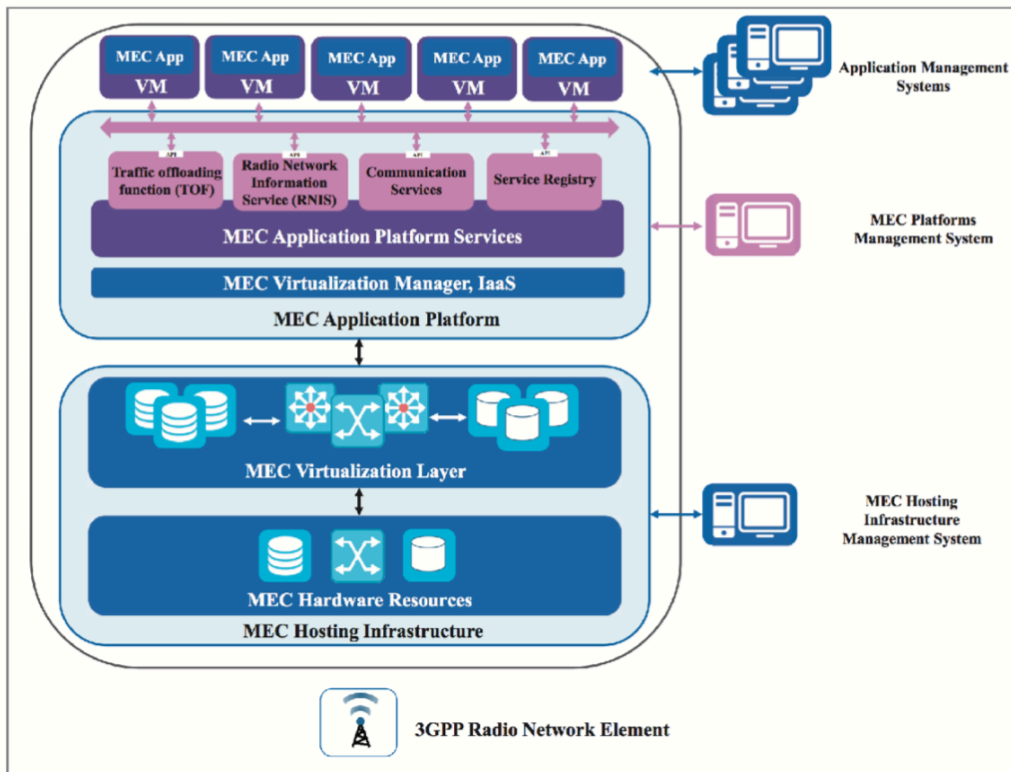 MEC App
VM
MEC App
VM
MEC App
VM
MEC App
VM
MEC App
VM
Application Management
Systems
API
Traffic offloading
function (TOF)
API
Radio Network
Information
Service (RNIS)
API
Communication
Services
API
Service Registry
MEC Application Platform Services
MEC Platforms
Management System
MEC Virtualization Manager, IaaS
MEC Application Platform
MEC Virtualization Layer
MEC Hosting
Infrastructure
Management System
MEC Hardware Resources
MEC Hosting Infrastructure
3GPP Radio Network Element